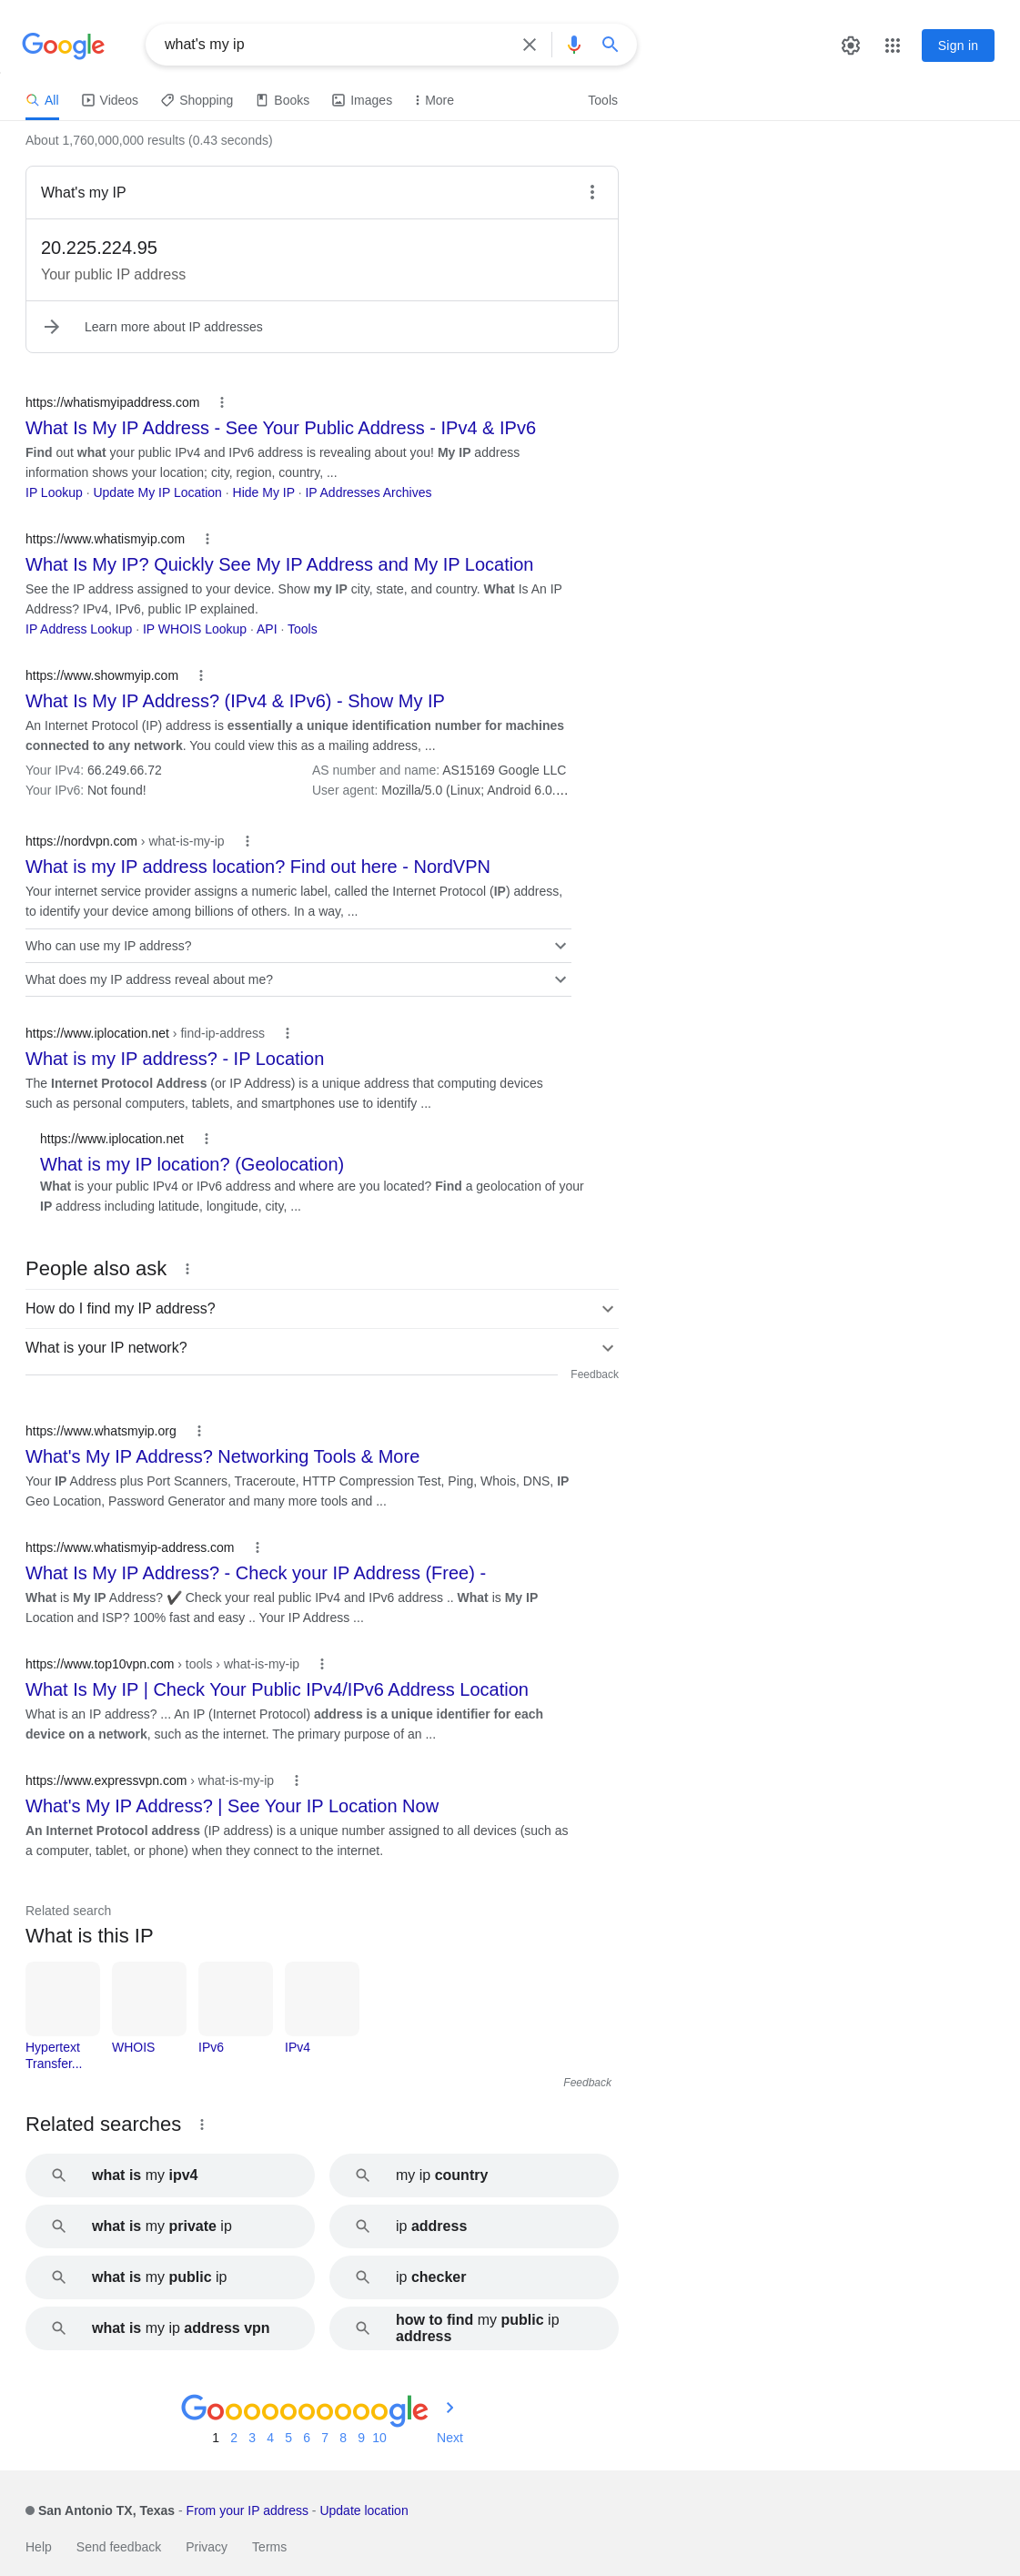 Google
what's my ip
Sign in
All
Videos
Shopping
Books
Images
More
Tools
About 1,760,000,000 results (0.43 seconds)
What's my IP
20.225.224.95
Your public IP address
Learn more about IP addresses
https://whatismyipaddress.com
What Is My IP Address - See Your Public Address - IPv4 & IPv6
Find out what your public IPv4 and IPv6 address is revealing about you! My IP address
information shows your location; city, region, country, ...
IP Lookup · Update My IP Location · Hide My IP · IP Addresses Archives
https://www.whatismyip.com
What Is My IP? Quickly See My IP Address and My IP Location
See the IP address assigned to your device. Show my IP city, state, and country. What Is An IP
Address? IPv4, IPv6, public IP explained.
IP Address Lookup · IP WHOIS Lookup · API · Tools
https://www.showmyip.com
What Is My IP Address? (IPv4 & IPv6) - Show My IP
An Internet Protocol (IP) address is essentially a unique identification number for machines
connected to any network. You could view this as a mailing address, ...
Your IPv4: 66.249.66.72
AS number and name: AS15169 Google LLC
Your IPv6: Not found!
User agent: Mozilla/5.0 (Linux; Android 6.0....
https://nordvpn.com › what-is-my-ip
What is my IP address location? Find out here - NordVPN
Your internet service provider assigns a numeric label, called the Internet Protocol (IP) address,
to identify your device among billions of others. In a way, ...
Who can use my IP address?
What does my IP address reveal about me?
https://www.iplocation.net › find-ip-address
What is my IP address? - IP Location
The Internet Protocol Address (or IP Address) is a unique address that computing devices
such as personal computers, tablets, and smartphones use to identify ...
https://www.iplocation.net
What is my IP location? (Geolocation)
What is your public IPv4 or IPv6 address and where are you located? Find a geolocation of your
IP address including latitude, longitude, city, ...
People also ask
How do I find my IP address?
What is your IP network?
Feedback
https://www.whatsmyip.org
What's My IP Address? Networking Tools & More
Your IP Address plus Port Scanners, Traceroute, HTTP Compression Test, Ping, Whois, DNS, IP
Geo Location, Password Generator and many more tools and ...
https://www.whatismyip-address.com
What Is My IP Address? - Check your IP Address (Free) -
What is My IP Address? ✔️ Check your real public IPv4 and IPv6 address .. What is My IP
Location and ISP? 100% fast and easy .. Your IP Address ...
https://www.top10vpn.com › tools › what-is-my-ip
What Is My IP | Check Your Public IPv4/IPv6 Address Location
What is an IP address? ... An IP (Internet Protocol) address is a unique identifier for each
device on a network, such as the internet. The primary purpose of an ...
https://www.expressvpn.com › what-is-my-ip
What's My IP Address? | See Your IP Location Now
An Internet Protocol address (IP address) is a unique number assigned to all devices (such as
a computer, tablet, or phone) when they connect to the internet.
Related search
What is this IP
Hypertext
Transfer...
WHOIS
IPv6
IPv4
Feedback
Related searches
what is my ipv4
my ip country
what is my private ip
ip address
what is my public ip
ip checker
what is my ip address vpn
how to find my public ip
address
Goooooooooogle
1 2 3 4 5 6 7 8 9 10 Next
San Antonio TX, Texas - From your IP address - Update location
Help
Send feedback
Privacy
Terms